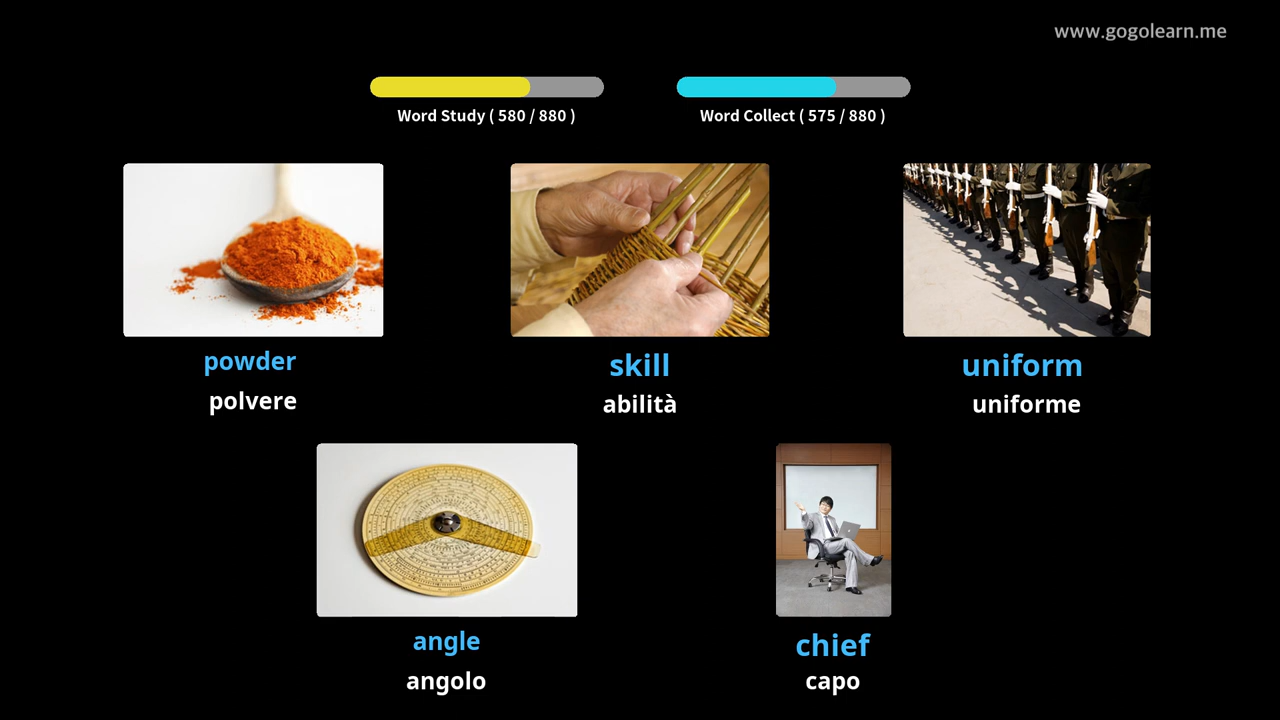 www.gogolearn.me
Word Study ( 580 / 880 )
Word Collect ( 575 / 880 )
powder
polvere
skill
abilità
uniform
uniforme
angle
angolo
chief
capo